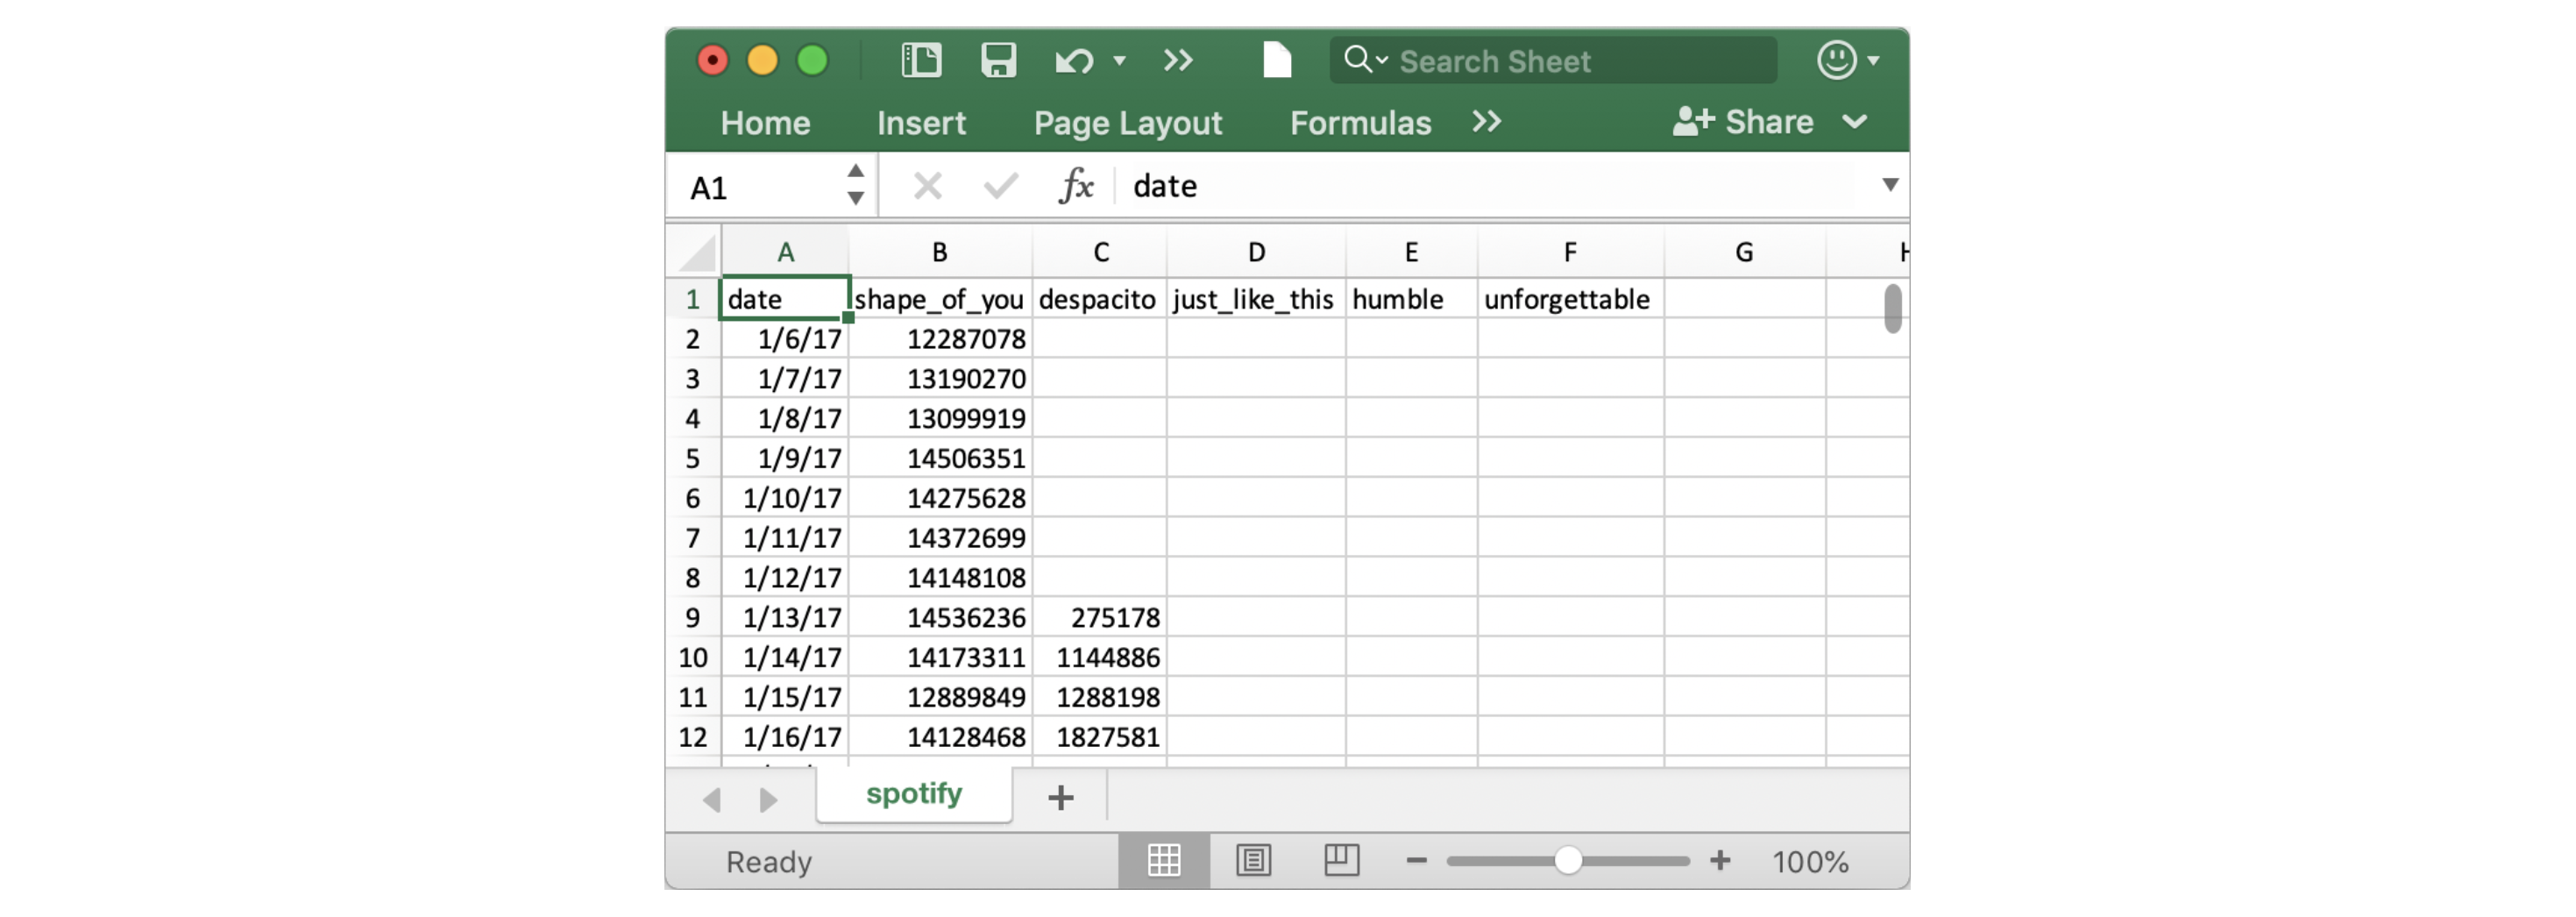 Search Sheet
Home Insert Page Layout Formulas Share
A1 fx date
A B C D E F G H
1 date shape_of_you despacito just_like_this humble unforgettable
2 1/6/17 12287078
3 1/7/17 13190270
4 1/8/17 13099919
5 1/9/17 14506351
6 1/10/17 14275628
7 1/11/17 14372699
8 1/12/17 14148108
9 1/13/17 14536236 275178
10 1/14/17 14173311 1144886
11 1/15/17 12889849 1288198
12 1/16/17 14128468 1827581
spotify +
Ready 100%